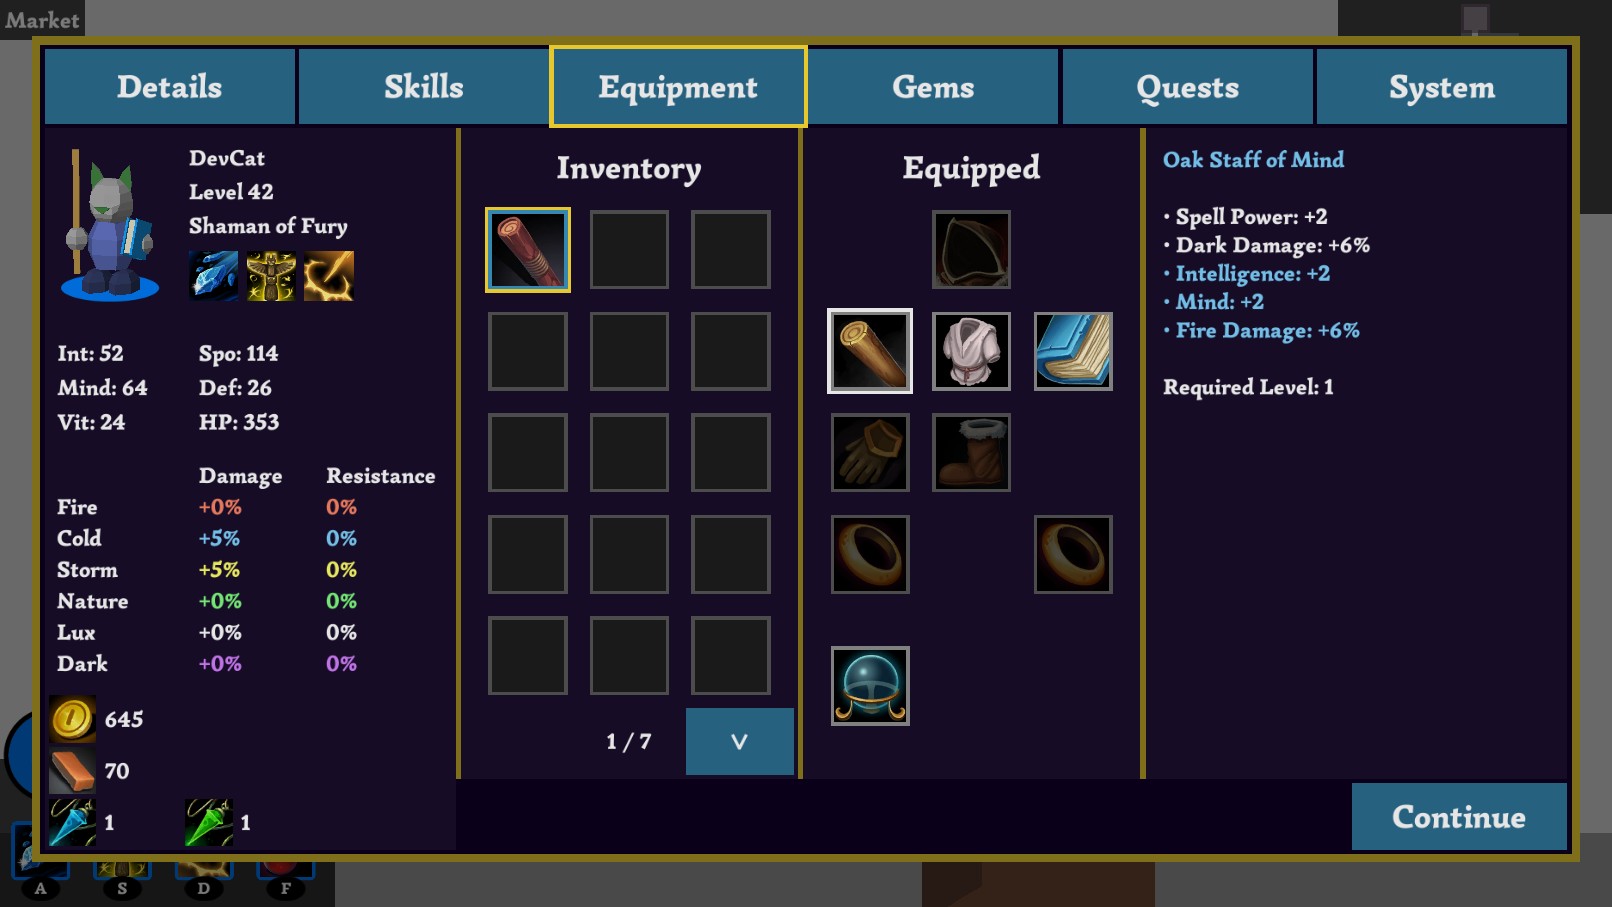 Market
Details Skills Equipment Gems Quests System
DevCat
Level 42
Shaman of Fury
Int: 52 Spo: 114
Mind: 64 Def: 26
Vit: 24 HP: 353
Damage Resistance
Fire +0% 0%
Cold +5% 0%
Storm +5% 0%
Nature +0% 0%
Lux +0% 0%
Dark +0% 0%
645
70
1 1
Inventory
1 / 7 V
Equipped
Oak Staff of Mind
• Spell Power: +2
• Dark Damage: +6%
• Intelligence: +2
• Mind: +2
• Fire Damage: +6%
Required Level: 1
Continue
A S D F